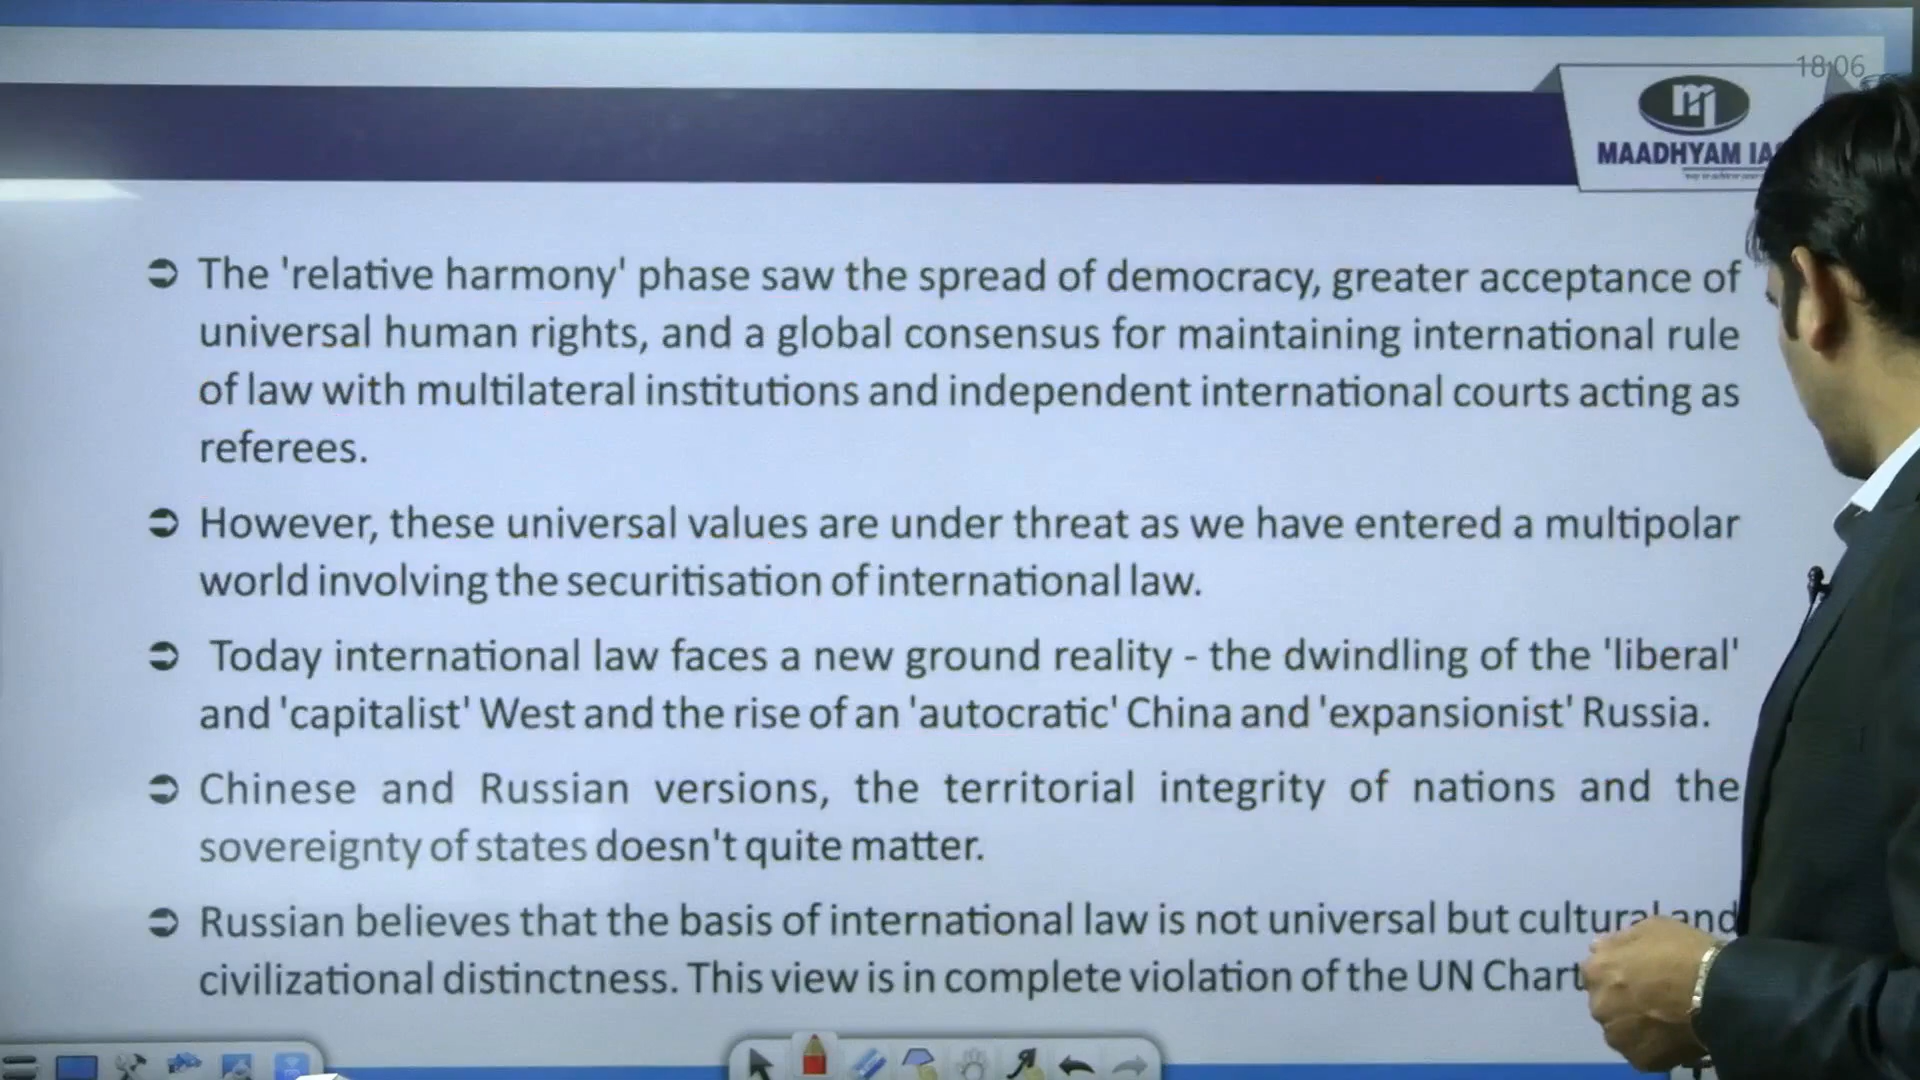 18:06
MAADHYAM
The 'relative harmony' phase saw the spread of democracy, greater acceptance of
universal human rights, and a global consensus for maintaining international rule
of law with multilateral institutions and independent international courts acting as
referees.
However, these universal values are under threat as we have entered a multipolar
world involving the securitisation of international law.
Today international law faces a new ground reality - the dwindling of the 'liberal'
and 'capitalist' West and the rise of an 'autocratic' China and 'expansionist' Russia.
Chinese and Russian versions, the territorial integrity of nations and the
sovereignty of states doesn't quite matter.
Russian believes that the basis of international law is not universal but cultural and
civilizational distinctness. This view is in complete violation of the UN Chart